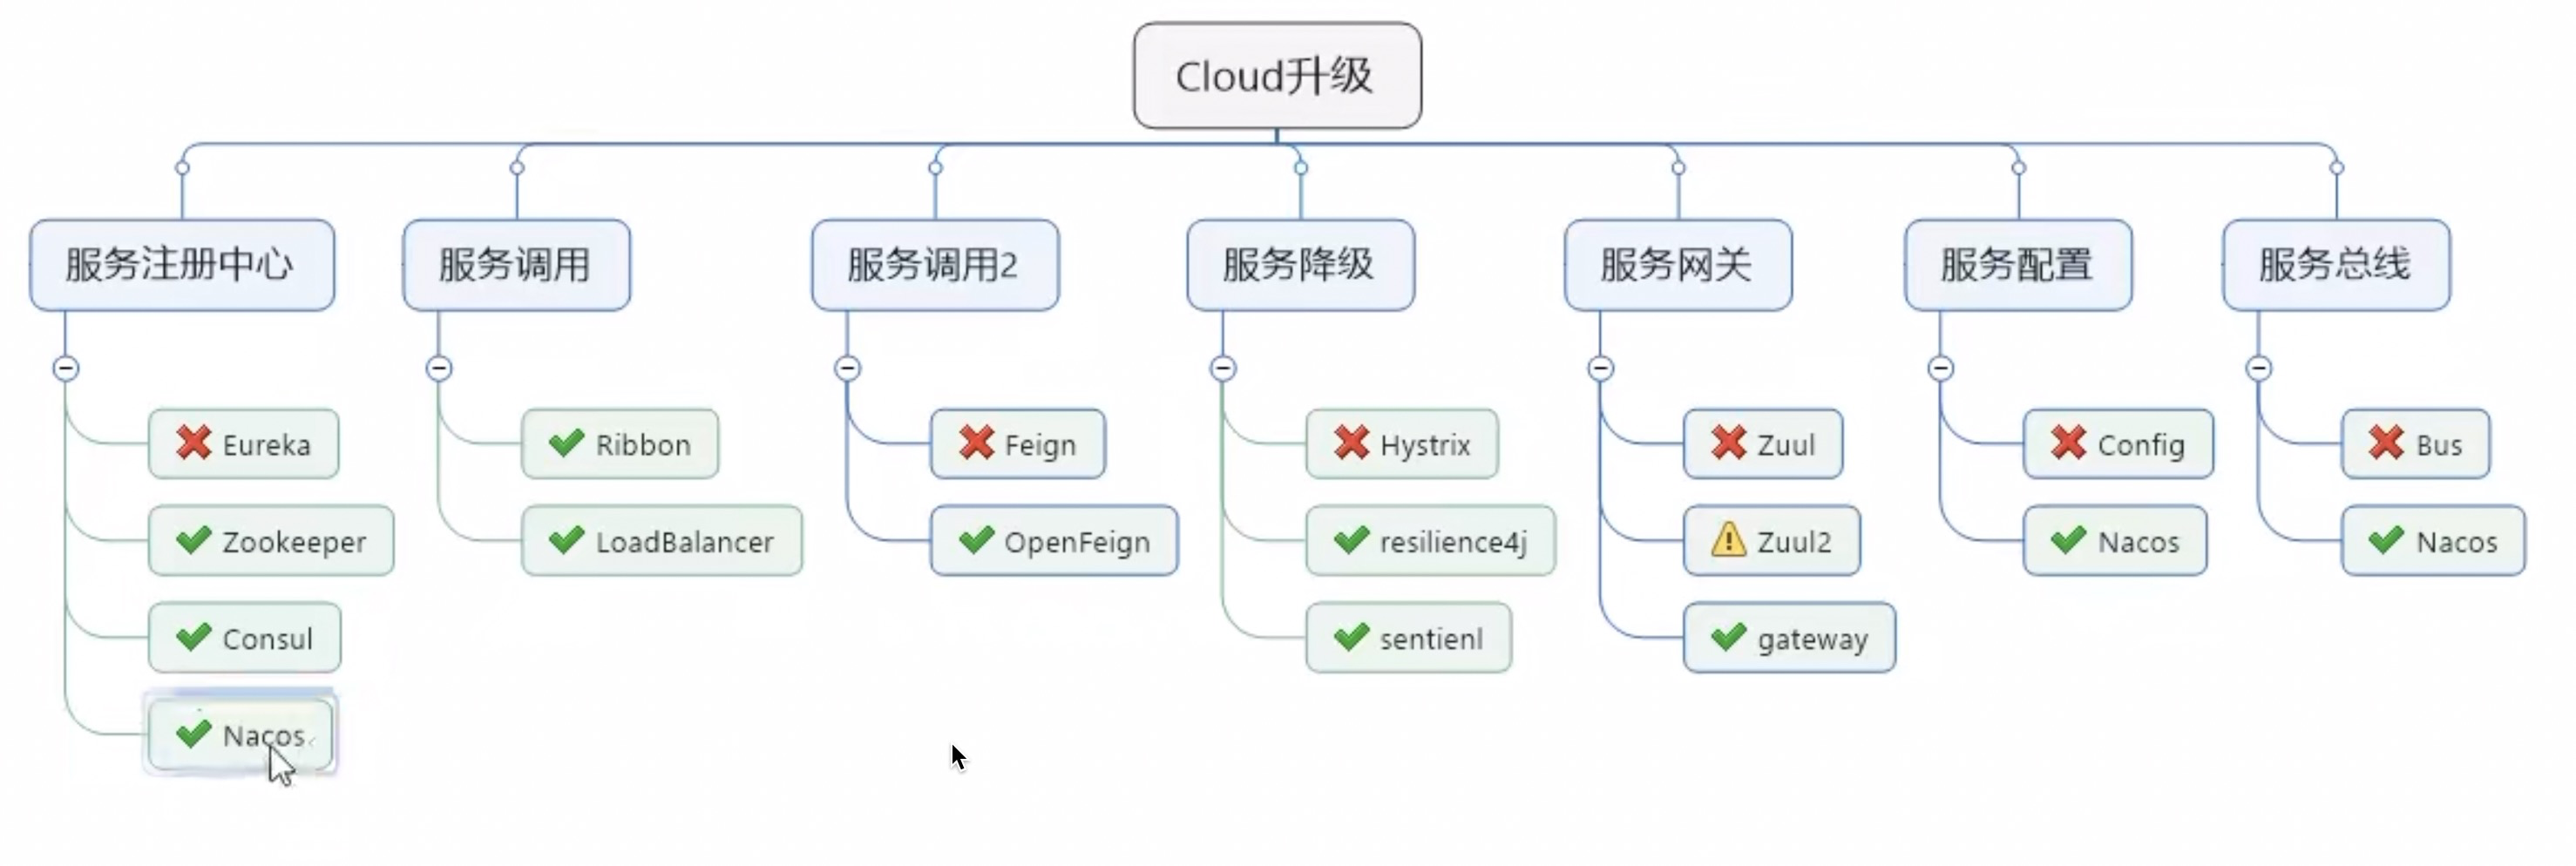 Cloud升级
服务注册中心
Eureka
Zookeeper
Consul
Nacos
服务调用
Ribbon
LoadBalancer
服务调用2
Feign
OpenFeign
服务降级
Hystrix
resilience4j
sentienl
服务网关
Zuul
Zuul2
gateway
服务配置
Config
Nacos
服务总线
Bus
Nacos